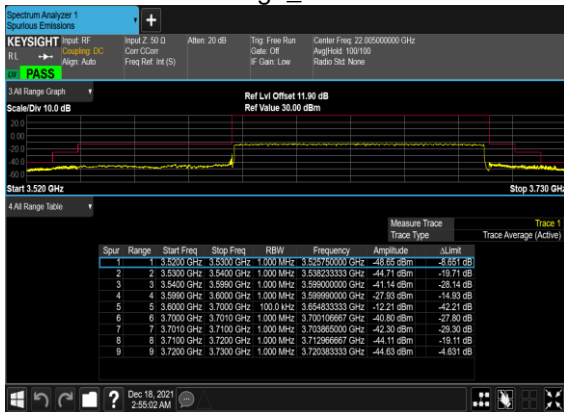 Spectrum Analyzer 1
Spurious Emissions
KEYSIGHT Input: RF Input Z: 50 Ω Atten: 20 dB Trig: Free Run Center Freq: 22.005000000 GHz
RL Coupling: DC Corr CCorr Gate: Off Avg|Hold: 100/100
Align: Auto Freq Ref: Int (S) IF Gain: Low Radio Std: None
PASS
3 All Range Graph
Ref Lvl Offset 11.90 dB
Scale/Div 10.0 dB Ref Value 30.00 dBm
20.0
0.00
-20.0
-40.0
-60.0
Start 3.520 GHz Stop 3.730 GHz
4 All Range Table
Measure Trace Trace 1
Trace Type Trace Average (Active)
Spur Range Start Freq Stop Freq RBW Frequency Amplitude ΔLimit
1 1 3.5200 GHz 3.5300 GHz 1.000 MHz 3.525750000 GHz -48.65 dBm -8.651 dB
2 2 3.5300 GHz 3.5400 GHz 1.000 MHz 3.538233333 GHz -44.71 dBm -19.71 dB
3 3 3.5400 GHz 3.5990 GHz 1.000 MHz 3.599000000 GHz -41.14 dBm -28.14 dB
4 4 3.5990 GHz 3.6000 GHz 1.000 MHz 3.599990000 GHz -27.93 dBm -14.93 dB
5 5 3.6000 GHz 3.7000 GHz 100.0 kHz 3.654833333 GHz -12.21 dBm -42.21 dB
6 6 3.7000 GHz 3.7010 GHz 1.000 MHz 3.700106667 GHz -40.80 dBm -27.80 dB
7 7 3.7010 GHz 3.7100 GHz 1.000 MHz 3.703865000 GHz -42.30 dBm -29.30 dB
8 8 3.7100 GHz 3.7200 GHz 1.000 MHz 3.712966667 GHz -44.11 dBm -19.11 dB
9 9 3.7200 GHz 3.7300 GHz 1.000 MHz 3.720383333 GHz -44.63 dBm -4.631 dB
Dec 18, 2021
2:55:02 AM